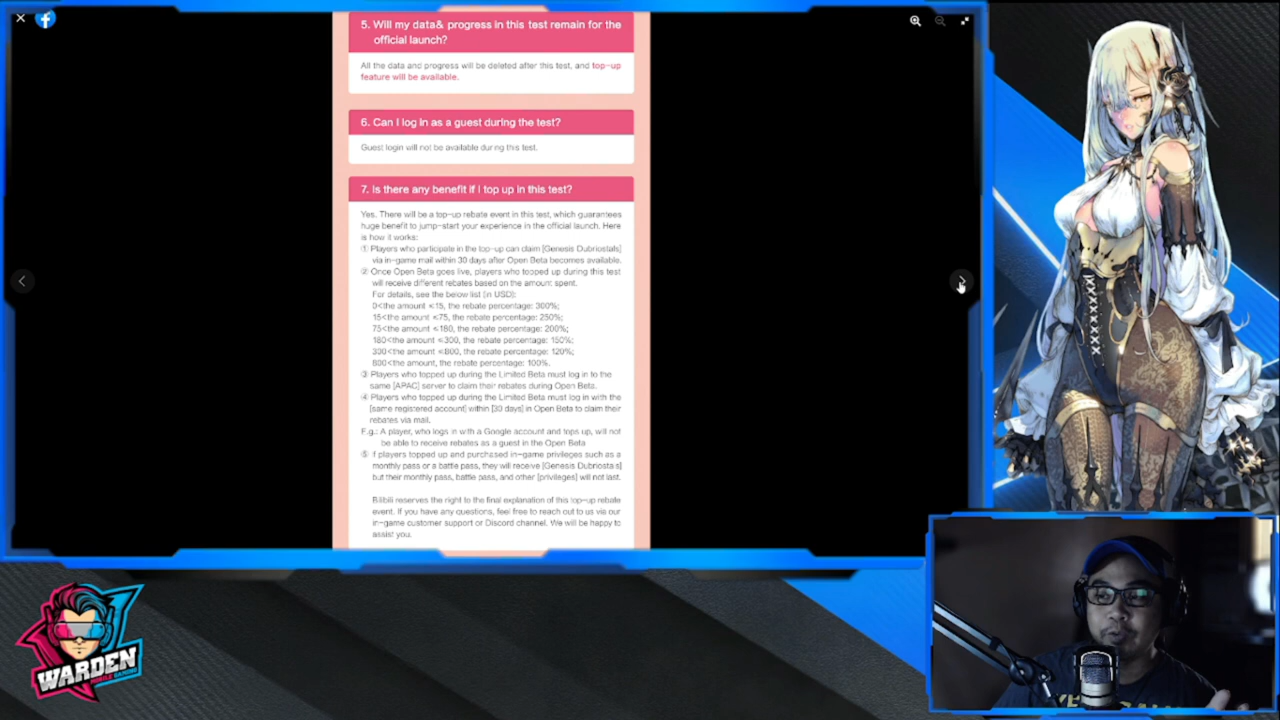 5. Will my data& progress in this test remain for the
official launch?
All the data and progress will be deleted after this test, and top-up
feature will be available.
6. Can I log in as a guest during the test?
Guest login will not be available during this test.
7. Is there any benefit if I top up in this test?
Yes. There will be a top-up rebate event in this test, which guarantees
huge benefit to jump-start your experience in the official launch. Here
is how it works:
① Players who participate in the top-up can claim [Genesis Dubriostals]
via in-game mail within 30 days after Open Beta becomes available.
② Once Open Beta goes live, players who topped up during this test
will receive different rebates based on the amount spent.
For details, see the below list (in USD):
0<the amount ≤15, the rebate percentage: 300%;
15<the amount ≤75, the rebate percentage: 250%;
75<the amount ≤180, the rebate percentage: 200%;
180<the amount ≤300, the rebate percentage: 150%;
300<the amount ≤800, the rebate percentage: 120%;
800<the amount, the rebate percentage: 100%.
③ Players who topped up during the Limited Beta must log in to the
same [APAC] server to claim their rebates during Open Beta.
④ Players who topped up during the Limited Beta must log in with the
[same registered account] within [30 days] in Open Beta to claim their
rebates via mail.
E.g.: A player, who logs in with a Google account and tops up, will not
be able to receive rebates as a guest in the Open Beta
⑤ If players topped up and purchased in-game privileges such as a
monthly pass or a battle pass, they will receive [Genesis Dubriostals]
but their monthly pass, battle pass, and other [privileges] will not last.
Bilibili reserves the right to the final explanation of this top-up rebate
event. If you have any questions, feel free to reach out to us via our
in-game customer support or Discord channel. We will be happy to
assist you.
WARDEN
MOBILE GAMING